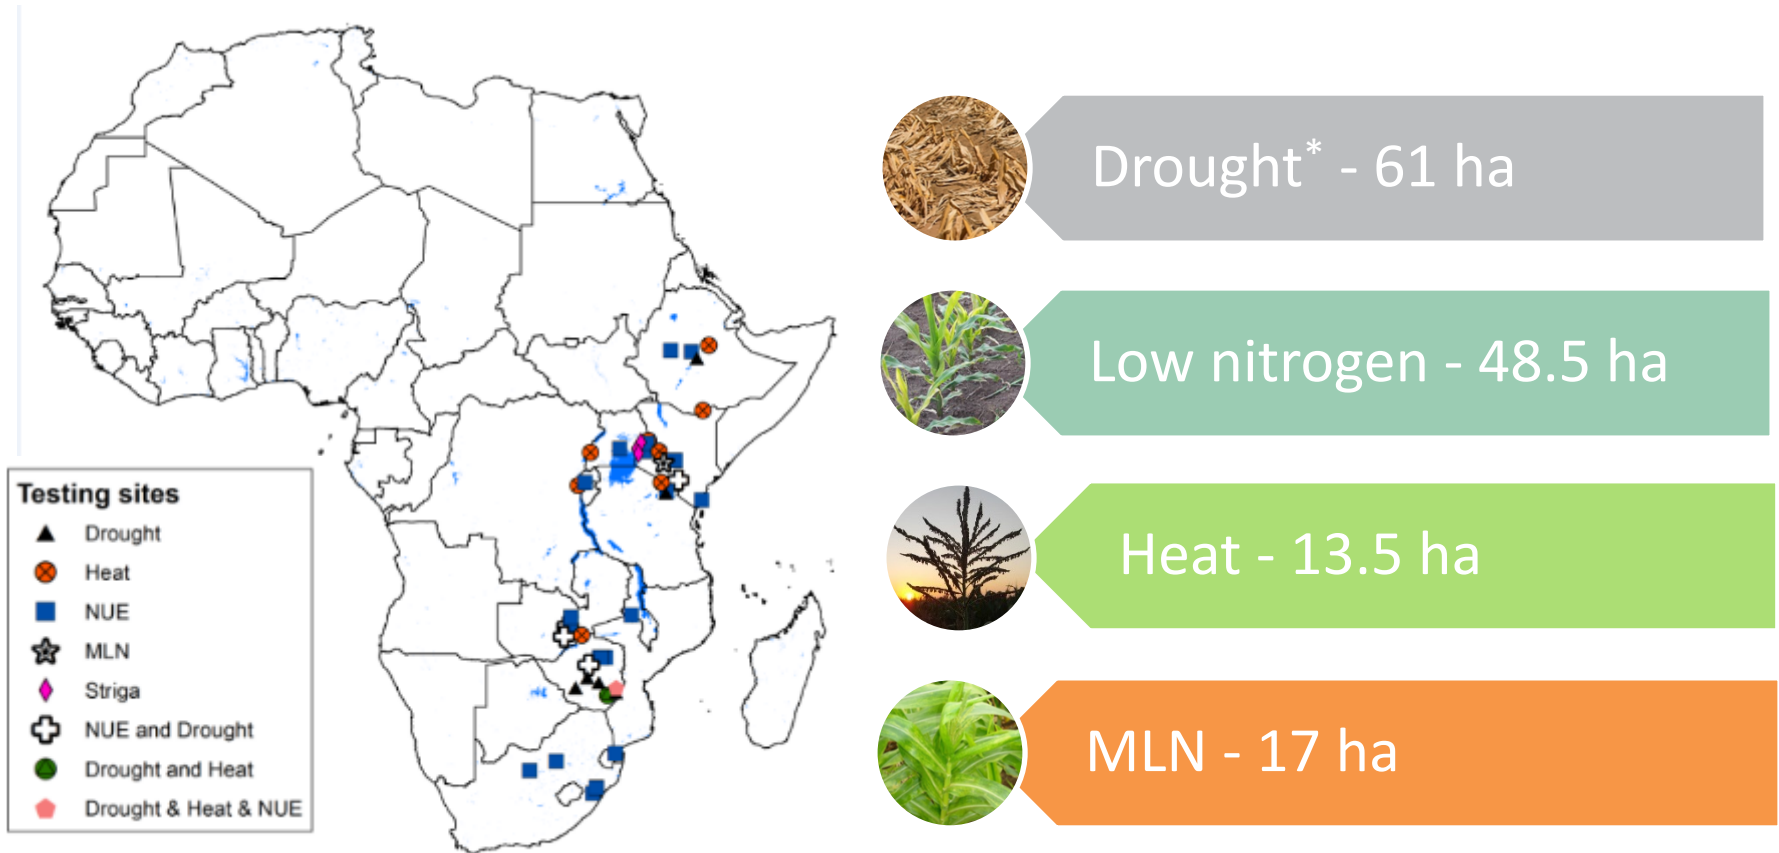 Testing sites
Drought
Heat
NUE
MLN
Striga
NUE and Drought
Drought and Heat
Drought & Heat & NUE
Drought* - 61 ha
Low nitrogen - 48.5 ha
Heat - 13.5 ha
MLN - 17 ha